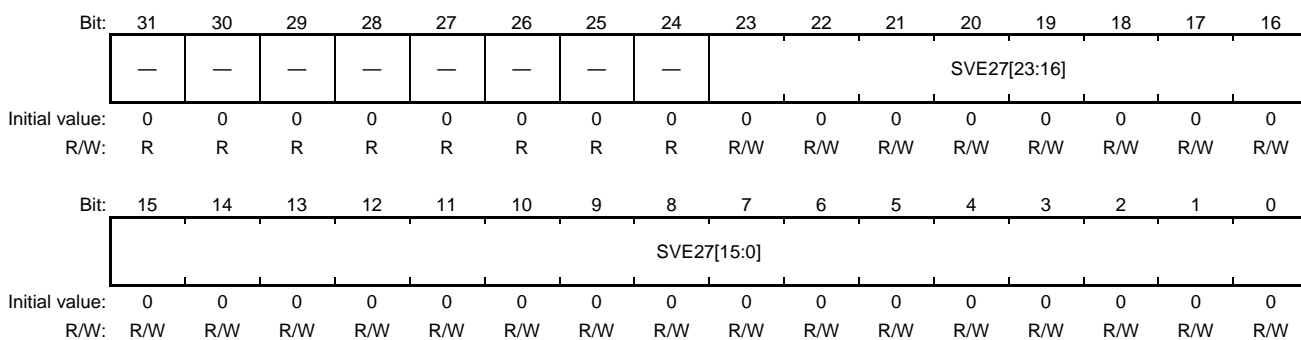 Bit: 31 30 29 28 27 26 25 24 23 22 21 20 19 18 17 16
— — — — — — — — SVE27[23:16]
Initial value: 0 0 0 0 0 0 0 0 0 0 0 0 0 0 0 0
R/W: R R R R R R R R R/W R/W R/W R/W R/W R/W R/W R/W
Bit: 15 14 13 12 11 10 9 8 7 6 5 4 3 2 1 0
SVE27[15:0]
Initial value: 0 0 0 0 0 0 0 0 0 0 0 0 0 0 0 0
R/W: R/W R/W R/W R/W R/W R/W R/W R/W R/W R/W R/W R/W R/W R/W R/W R/W